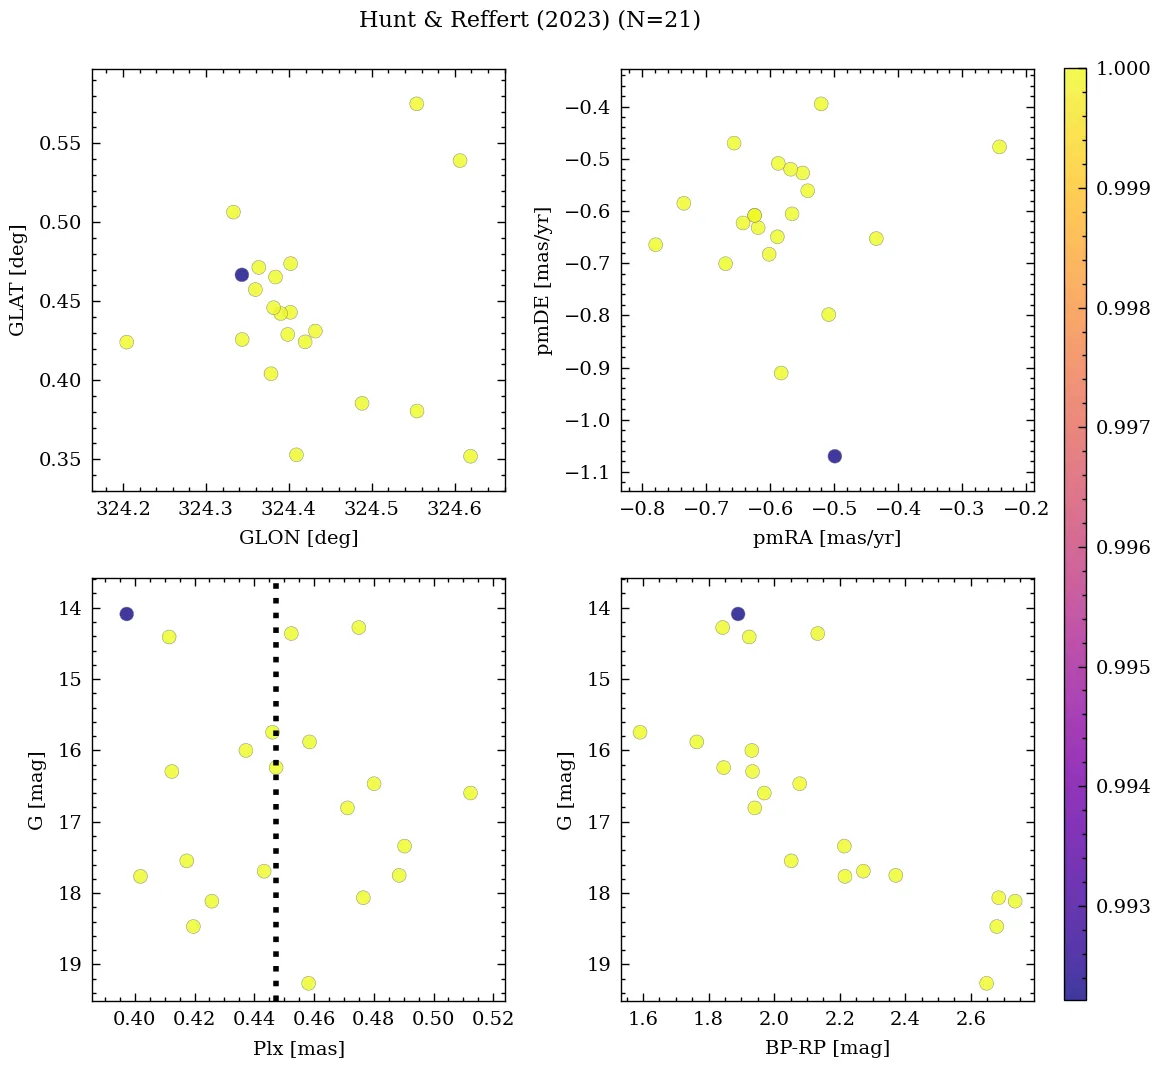 Hunt & Reffert (2023) (N=21)
0.55
0.50
0.45
0.40
0.35
GLAT [deg]
324.2 324.3 324.4 324.5 324.6
GLON [deg]
−0.4
−0.5
−0.6
−0.7
−0.8
−0.9
−1.0
−1.1
pmDE [mas/yr]
−0.8 −0.7 −0.6 −0.5 −0.4 −0.3 −0.2
pmRA [mas/yr]
14
15
16
17
18
19
G [mag]
0.40 0.42 0.44 0.46 0.48 0.50 0.52
Plx [mas]
14
15
16
17
18
19
G [mag]
1.6 1.8 2.0 2.2 2.4 2.6
BP-RP [mag]
1.000
0.999
0.998
0.997
0.996
0.995
0.994
0.993